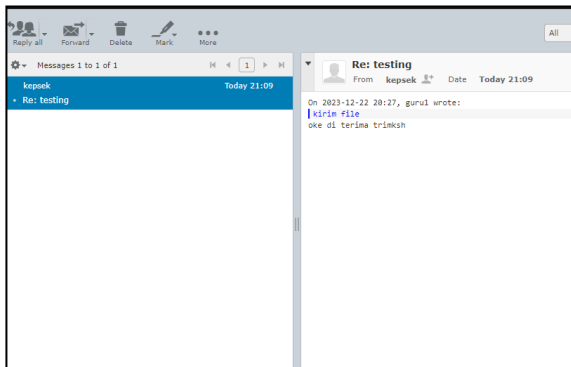 Reply all
Forward
Delete
Mark
More
All
Messages 1 to 1 of 1
1
kepsek
Today 21:09
Re: testing
Re: testing
From kepsek Date Today 21:09
On 2023-12-22 20:27, guru1 wrote:
kirim file
oke di terima trimksh